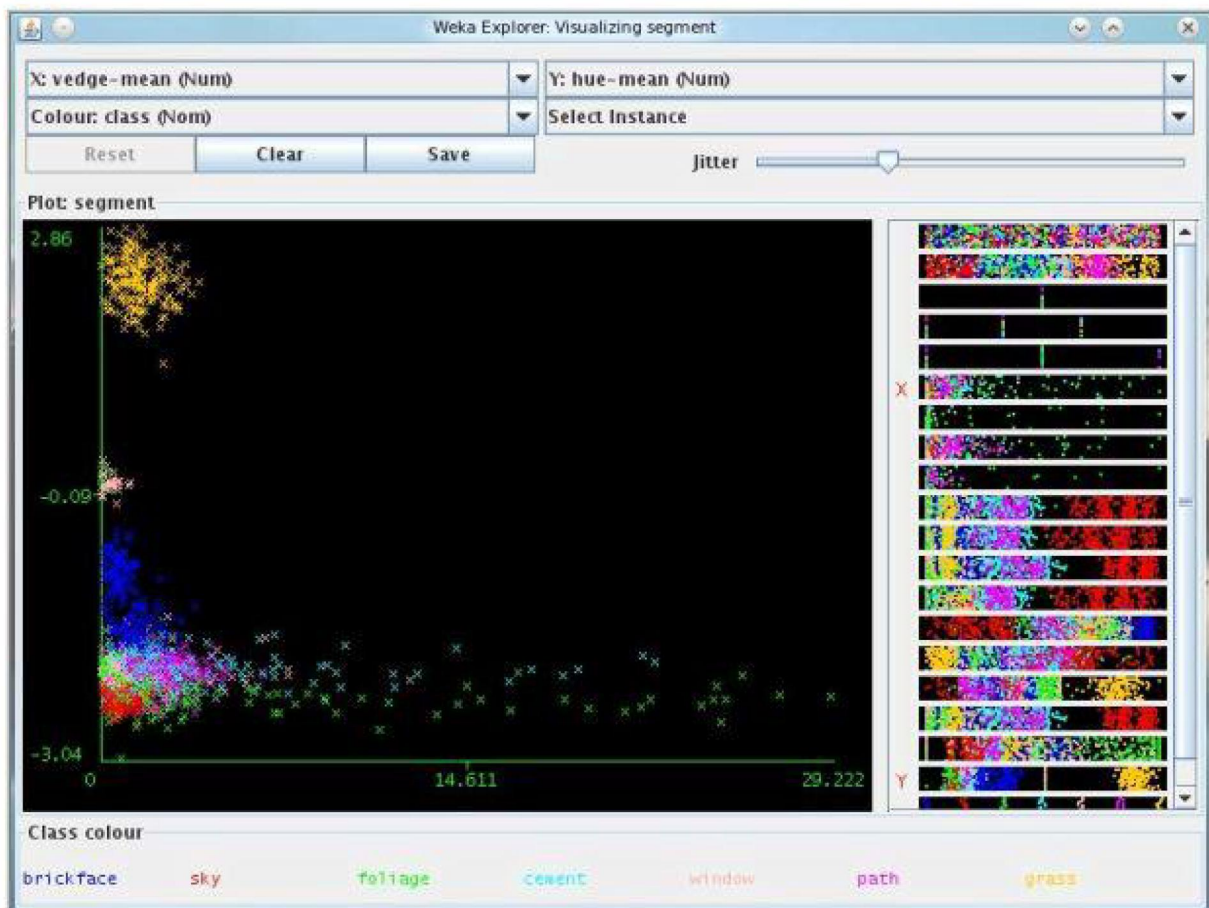 Weka Explorer: Visualizing segment
X: vedge-mean (Num)
Y: hue-mean (Num)
Colour: class (Nom)
Select Instance
Reset
Clear
Save
Jitter
Plot: segment
2.86
-0.09
-3.04
0
14.611
29.222
X
Y
Class colour
brickface sky foliage cement window path grass